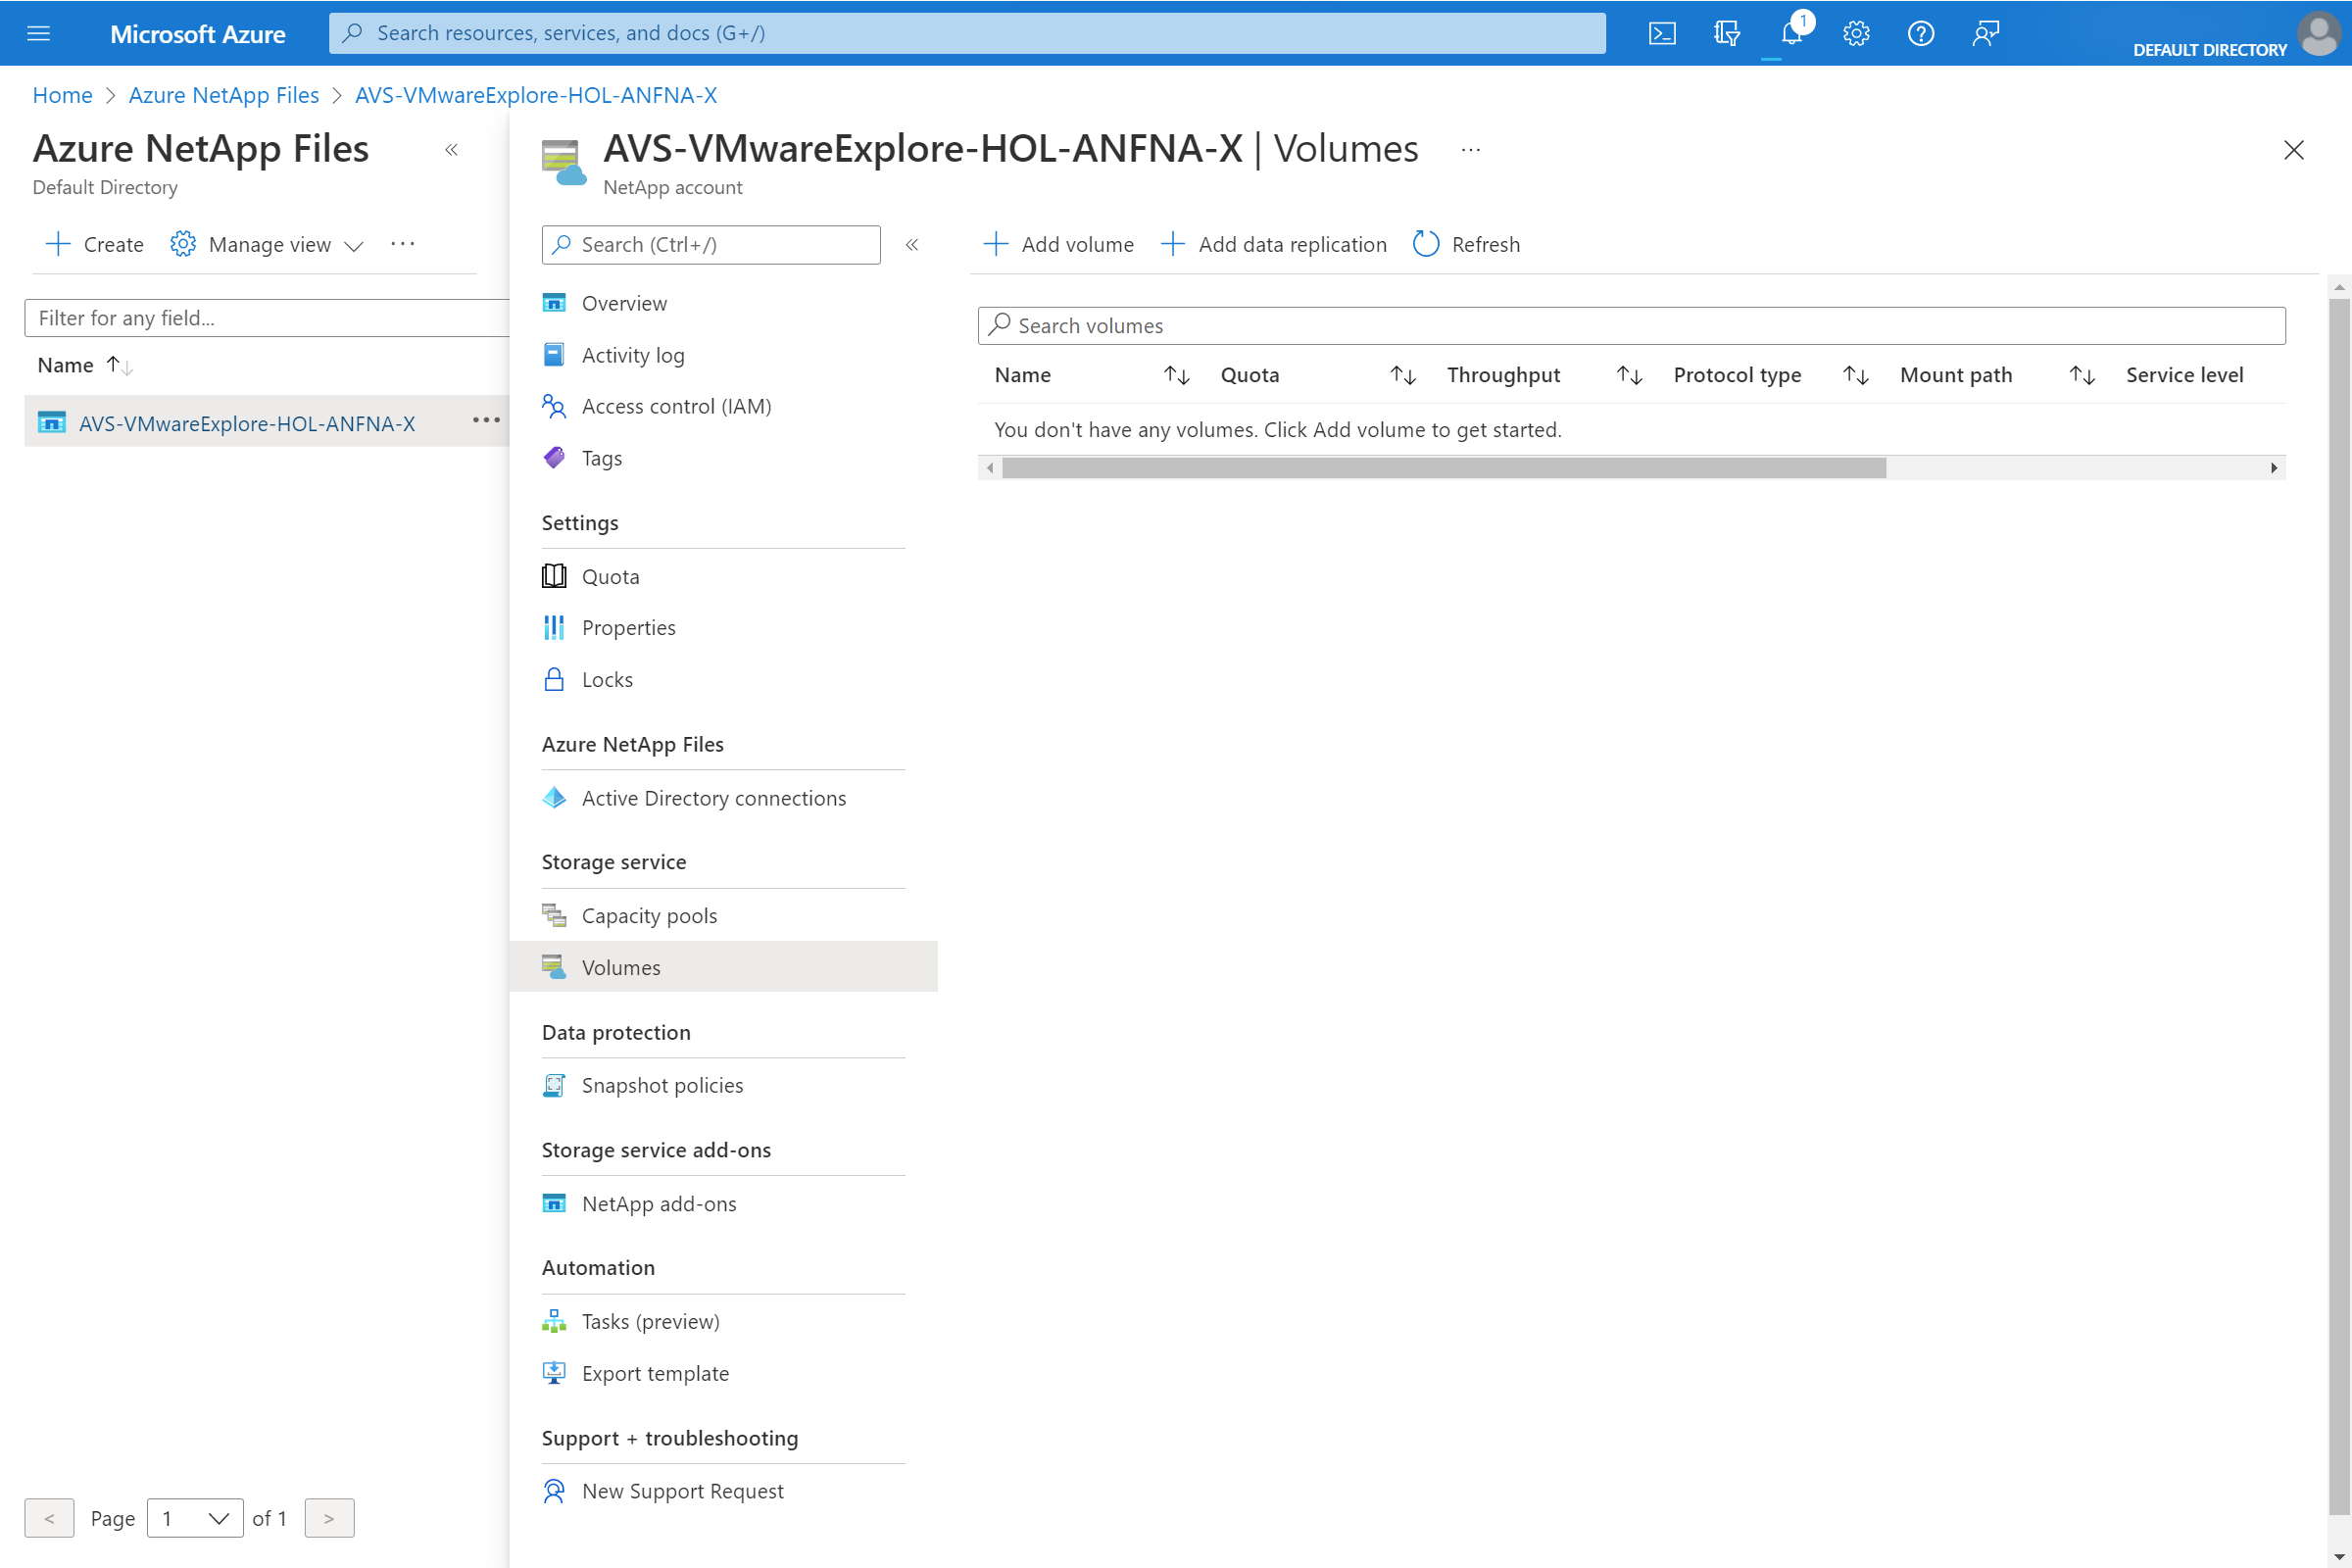 Microsoft Azure
Search resources, services, and docs (G+/)
1
DEFAULT DIRECTORY
Home > Azure NetApp Files > AVS-VMwareExplore-HOL-ANFNA-X
Azure NetApp Files «
Default Directory
+ Create Manage view ...
Filter for any field...
Name ↑↓
AVS-VMwareExplore-HOL-ANFNA-X ...
< Page 1 of 1 >
AVS-VMwareExplore-HOL-ANFNA-X | Volumes ...
NetApp account
Search (Ctrl+/) «
Overview
Activity log
Access control (IAM)
Tags
Settings
Quota
Properties
Locks
Azure NetApp Files
Active Directory connections
Storage service
Capacity pools
Volumes
Data protection
Snapshot policies
Storage service add-ons
NetApp add-ons
Automation
Tasks (preview)
Export template
Support + troubleshooting
New Support Request
+ Add volume + Add data replication Refresh
Search volumes
Name ↑↓ Quota ↑↓ Throughput ↑↓ Protocol type ↑↓ Mount path ↑↓ Service level
You don't have any volumes. Click Add volume to get started.